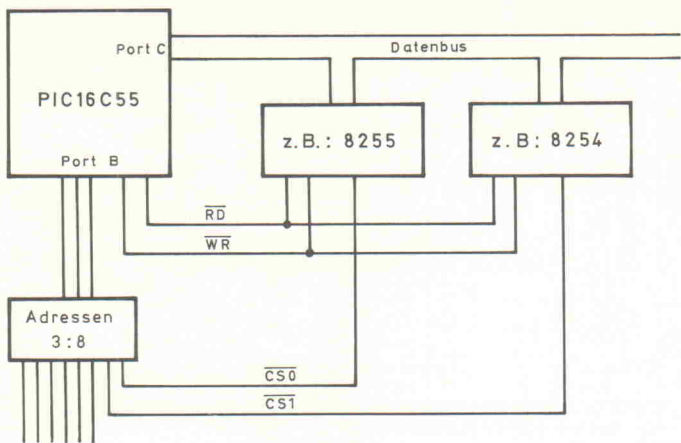 Port C
Datenbus
PIC16C55
z.B.: 8255
z.B: 8254
Port B
RD
WR
Adressen
3:8
CS0
CS1